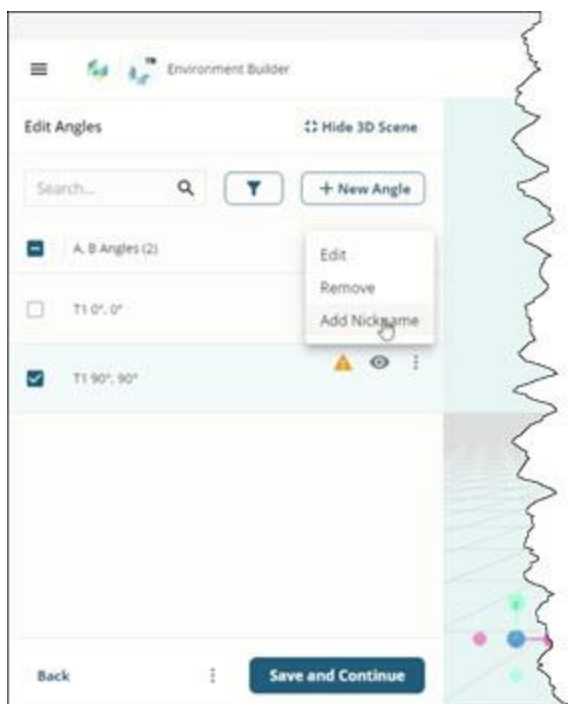 Environment Builder
Edit Angles
Hide 3D Scene
Search...
+ New Angle
A, B Angles (2)
Edit
Remove
Add Nickname
T1 0°, 0°
T1 90°, 90°
Back
Save and Continue